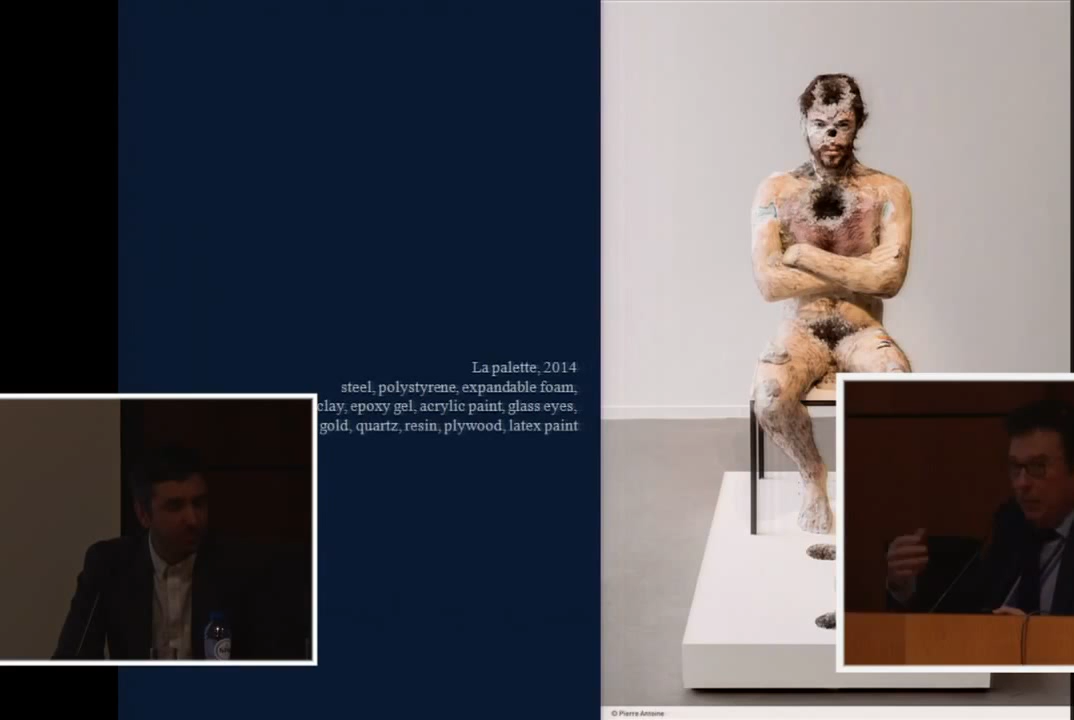 La palette, 2014
steel, polystyrene, expandable foam,
clay, epoxy gel, acrylic paint, glass eyes,
gold, quartz, resin, plywood, latex paint
© Pierre Antoine